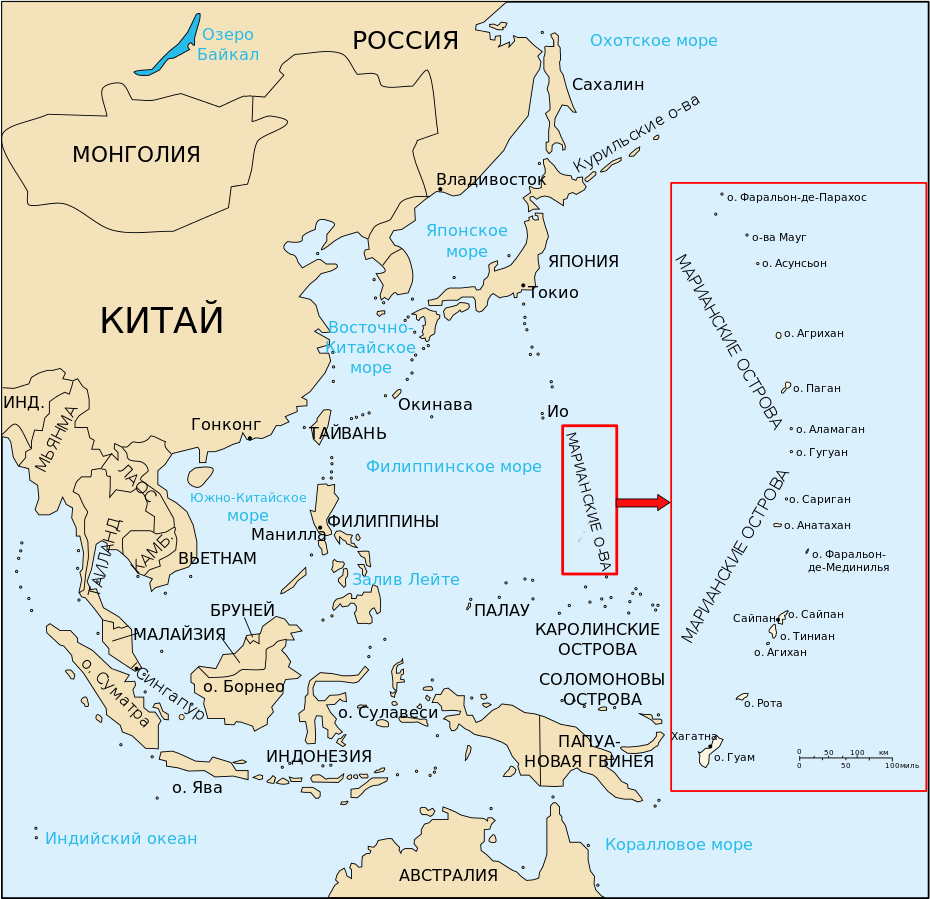 Озеро
Байкал
РОССИЯ
Охотское море
Сахалин
Курильские о-ва
МОНГОЛИЯ
Владивосток
Японское
море
ЯПОНИЯ
Токио
КИТАЙ
Восточно-
Китайское
море
ИНД.
МЬЯНМА
Гонконг
ТАЙВАНЬ
Окинава
Ио
ЛАОС
Филиппинское море
МАРИАНСКИЕ О-ВА
Южно-Китайское
море
ФИЛИППИНЫ
Манилла
ТАИЛАНД
КАМБ.
ВЬЕТНАМ
Залив Лейте
БРУНЕЙ
МАЛАЙЗИЯ
ПАЛАУ
КАРОЛИНСКИЕ
ОСТРОВА
СОЛОМОНОВЫ
ОСТРОВА
о. Суматра
Сингапур
о. Борнео
о. Сулавеси
ИНДОНЕЗИЯ
ПАПУА-
НОВАЯ ГВИНЕЯ
о. Ява
Индийский океан
Коралловое море
АВСТРАЛИЯ
о. Фаральон-де-Парахос
о-ва Мауг
о. Асунсьон
МАРИАНСКИЕ ОСТРОВА
о. Агрихан
о. Паган
о. Аламаган
о. Гугуан
МАРИАНСКИЕ ОСТРОВА
о. Сариган
о. Анатахан
о. Фаральон-
де-Мединилья
Сайпан
о. Сайпан
о. Тиниан
о. Агихан
о. Рота
Хагатна
о. Гуам
0 50 100 км
0 50 100миль